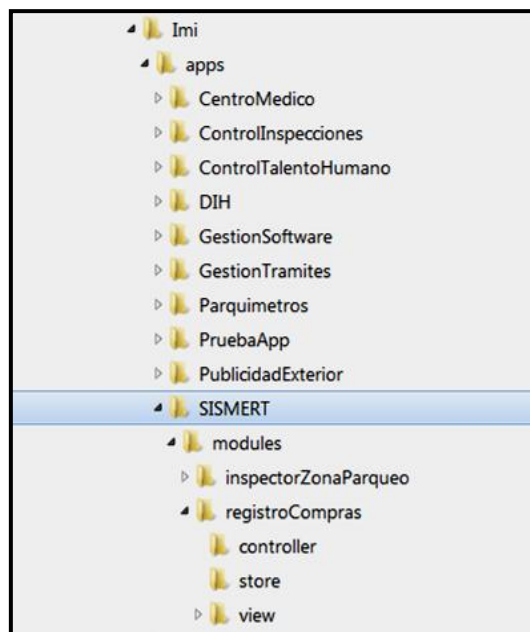 Imi
apps
CentroMedico
ControlInspecciones
ControlTalentoHumano
DIH
GestionSoftware
GestionTramites
Parquimetros
PruebaApp
PublicidadExterior
SISMERT
modules
inspectorZonaParqueo
registroCompras
controller
store
view